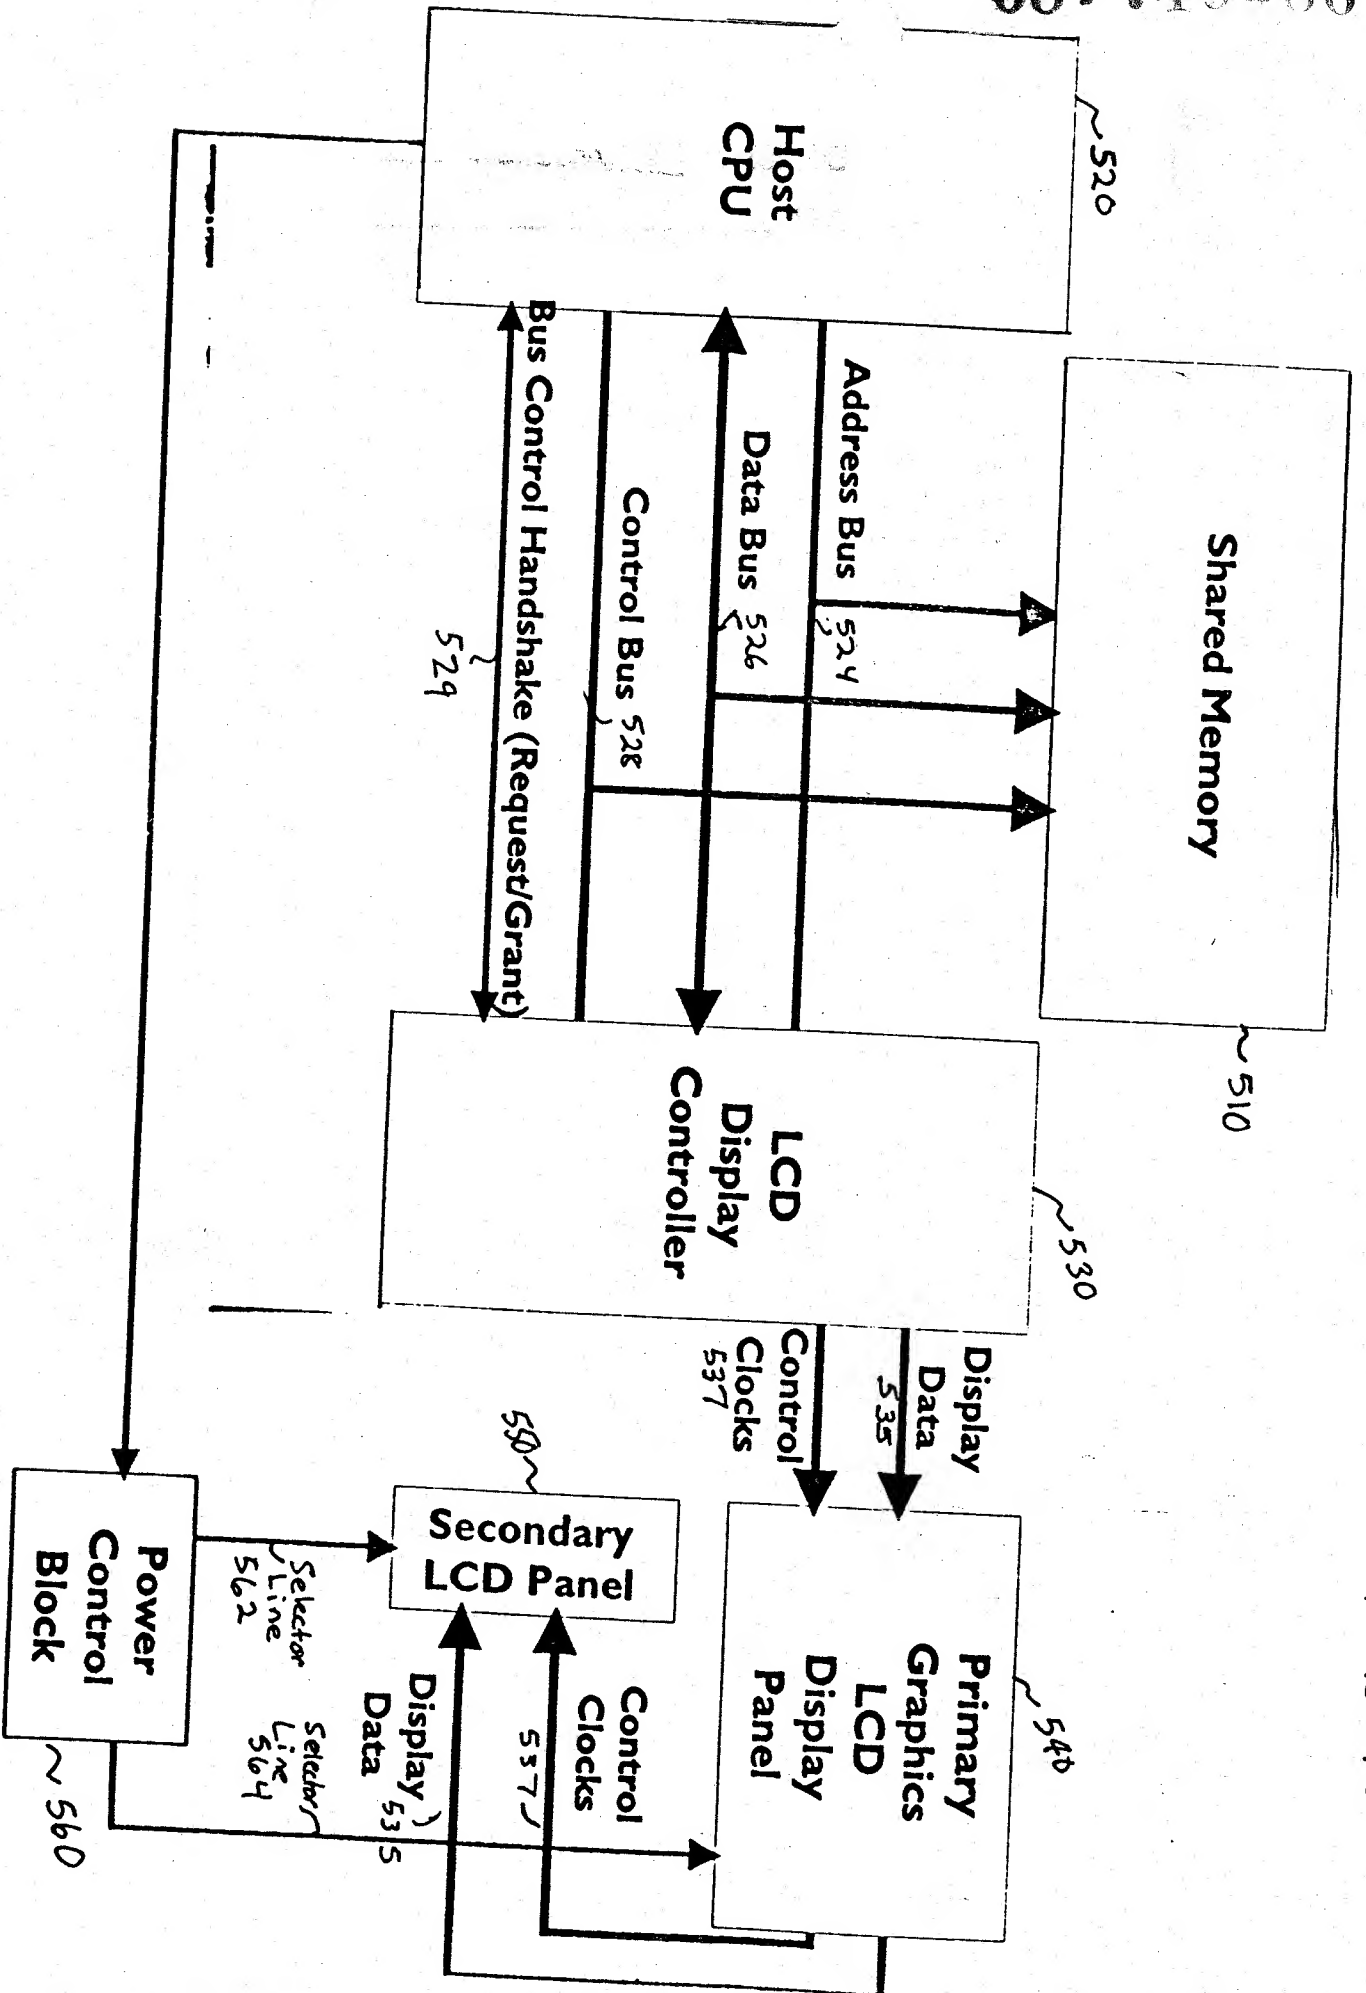 Shared Memory
510
Host
CPU
520
Address Bus
524
Data Bus 526
Control Bus 528
Bus Control Handshake (Request/Grant)
529
LCD
Display
Controller
530
Display
Data
535
Control
Clocks
537
Primary
Graphics
LCD
Display
Panel
540
Secondary
LCD Panel
550
Control
Clocks
537
Display
Data 535
Selector
Line
562
Selector
Line
564
Power
Control
Block
560